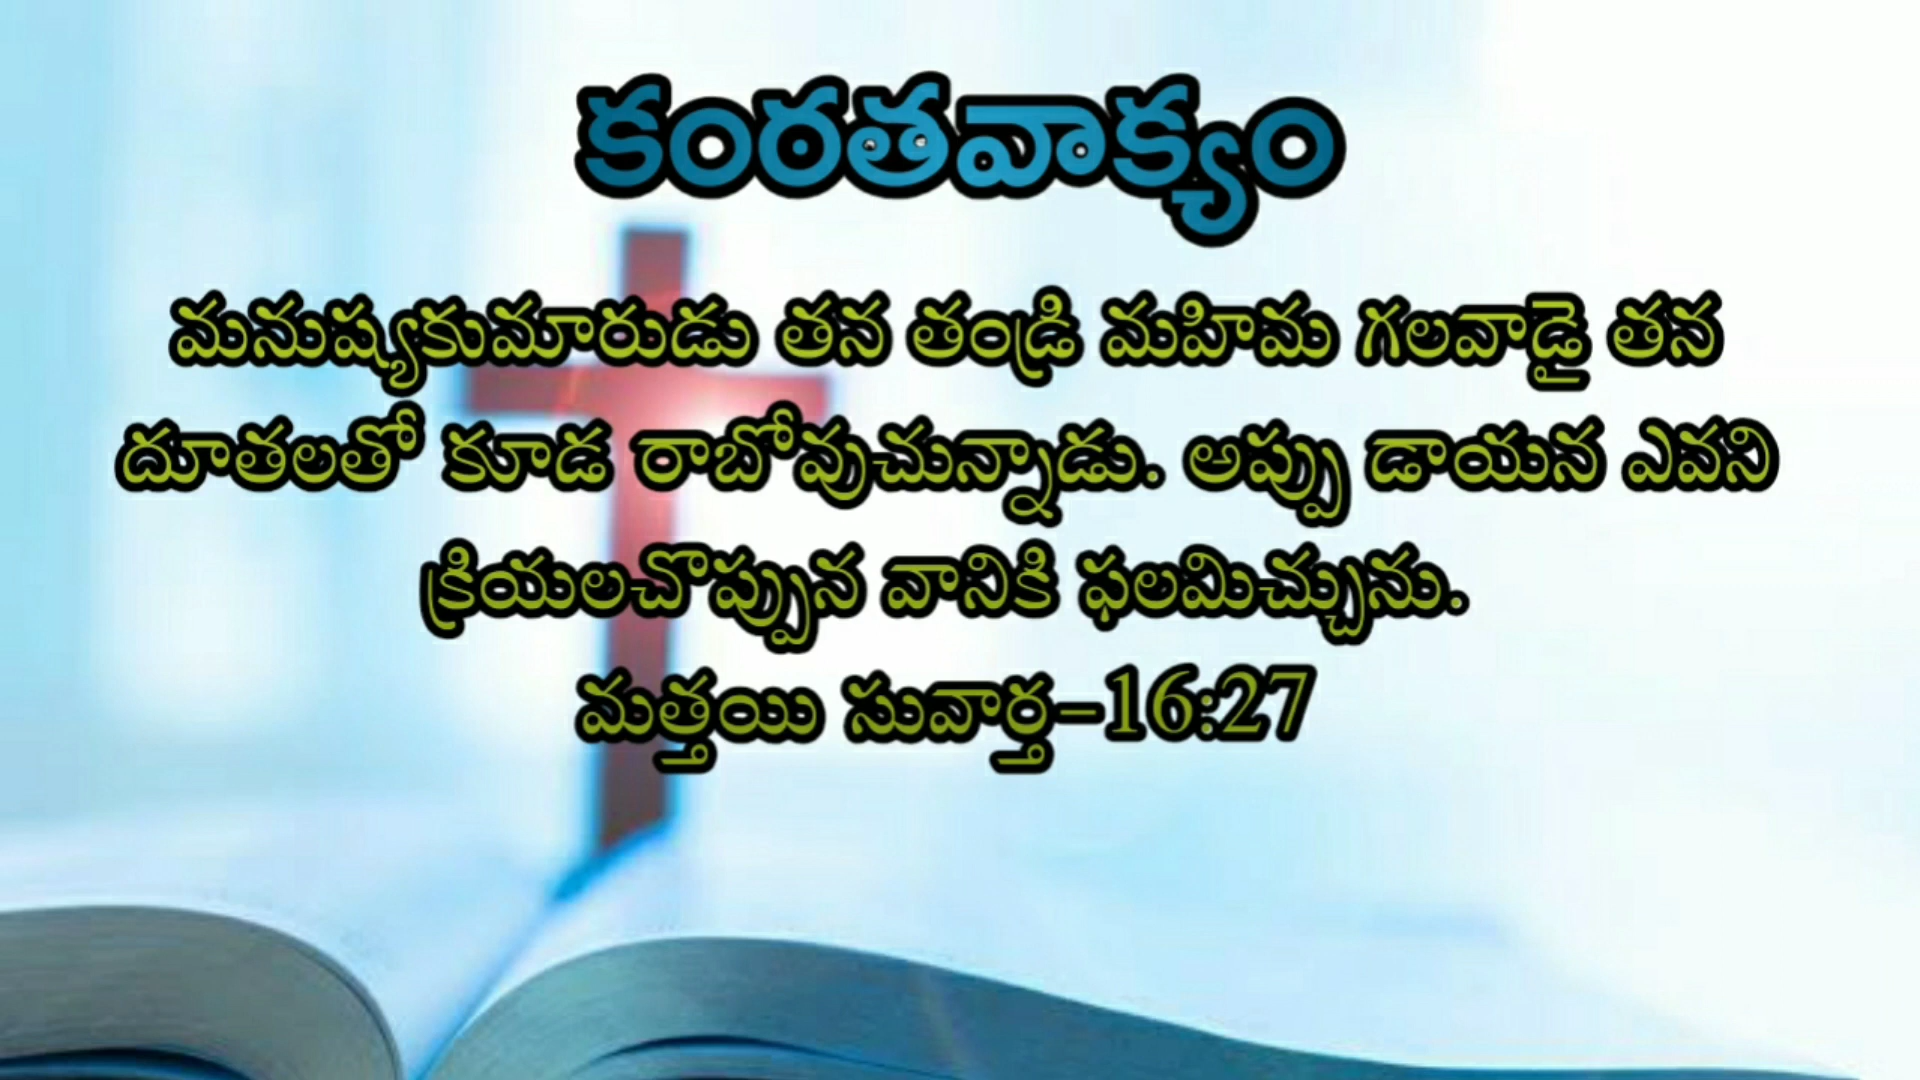 కంఠతవాక్యం
మనుష్యకుమారుడు తన తండ్రి మహిమ గలవాడై తన
దూతలతో కూడ రాబోవుచున్నాడు. అప్పు డాయన ఎవని
క్రియలచొప్పున వానికి ఫలమిచ్చును.
మత్తయి సువార్త-16:27